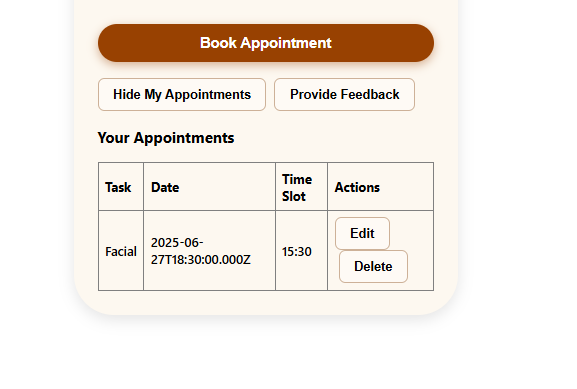 Book Appointment
Hide My Appointments Provide Feedback
Your Appointments
Task Date Time Slot Actions
Facial 2025-06-27T18:30:00.000Z 15:30 Edit
Delete